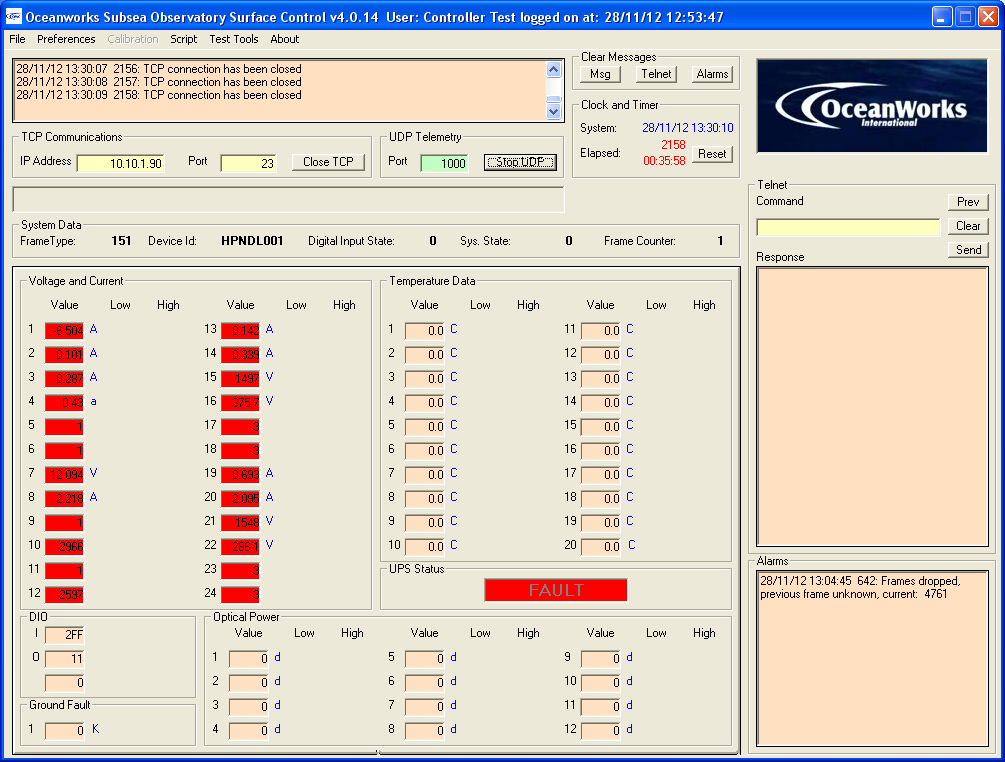 Oceanworks Subsea Observatory Surface Control v4.0.14 User: Controller Test logged on at: 28/11/12 12:53:47
File Preferences Calibration Script Test Tools About
28/11/12 13:30:07 2156: TCP connection has been closed
28/11/12 13:30:08 2157: TCP connection has been closed
28/11/12 13:30:09 2158: TCP connection has been closed
Clear Messages
Msg Telnet Alarms
Clock and Timer
System: 28/11/12 13:30:10
Elapsed: 2158
00:35:58 Reset
OceanWorks
International
TCP Communications
IP Address 10.10.1.90 Port 23 Close TCP
UDP Telemetry
Port 1000 Stop UDP
System Data
FrameType: 151 Device Id: HPNDL001 Digital Input State: 0 Sys. State: 0 Frame Counter: 1
Telnet
Command Prev
Clear
Send
Response
Voltage and Current
Value Low High Value Low High
1 -6.504 A 13 0.142 A
2 0.101 A 14 0.339 A
3 0.287 A 15 1497 V
4 0.43 a 16 375.7 V
5 1 17 3
6 1 18 3
7 12.094 V 19 0.693 A
8 2.218 A 20 2.095 A
9 1 21 1548 V
10 2966 22 286.1 V
11 1 23 3
12 2597 24 3
Temperature Data
Value Low High Value Low High
1 0.0 C 11 0.0 C
2 0.0 C 12 0.0 C
3 0.0 C 13 0.0 C
4 0.0 C 14 0.0 C
5 0.0 C 15 0.0 C
6 0.0 C 16 0.0 C
7 0.0 C 17 0.0 C
8 0.0 C 18 0.0 C
9 0.0 C 19 0.0 C
10 0.0 C 20 0.0 C
UPS Status
FAULT
Alarms
28/11/12 13:04:45 642: Frames dropped,
previous frame unknown, current: 4761
DIO
I 2FF
O 11
0
Ground Fault
1 0 K
Optical Power
Value Low High Value Low High Value Low High
1 0 d 5 0 d 9 0 d
2 0 d 6 0 d 10 0 d
3 0 d 7 0 d 11 0 d
4 0 d 8 0 d 12 0 d